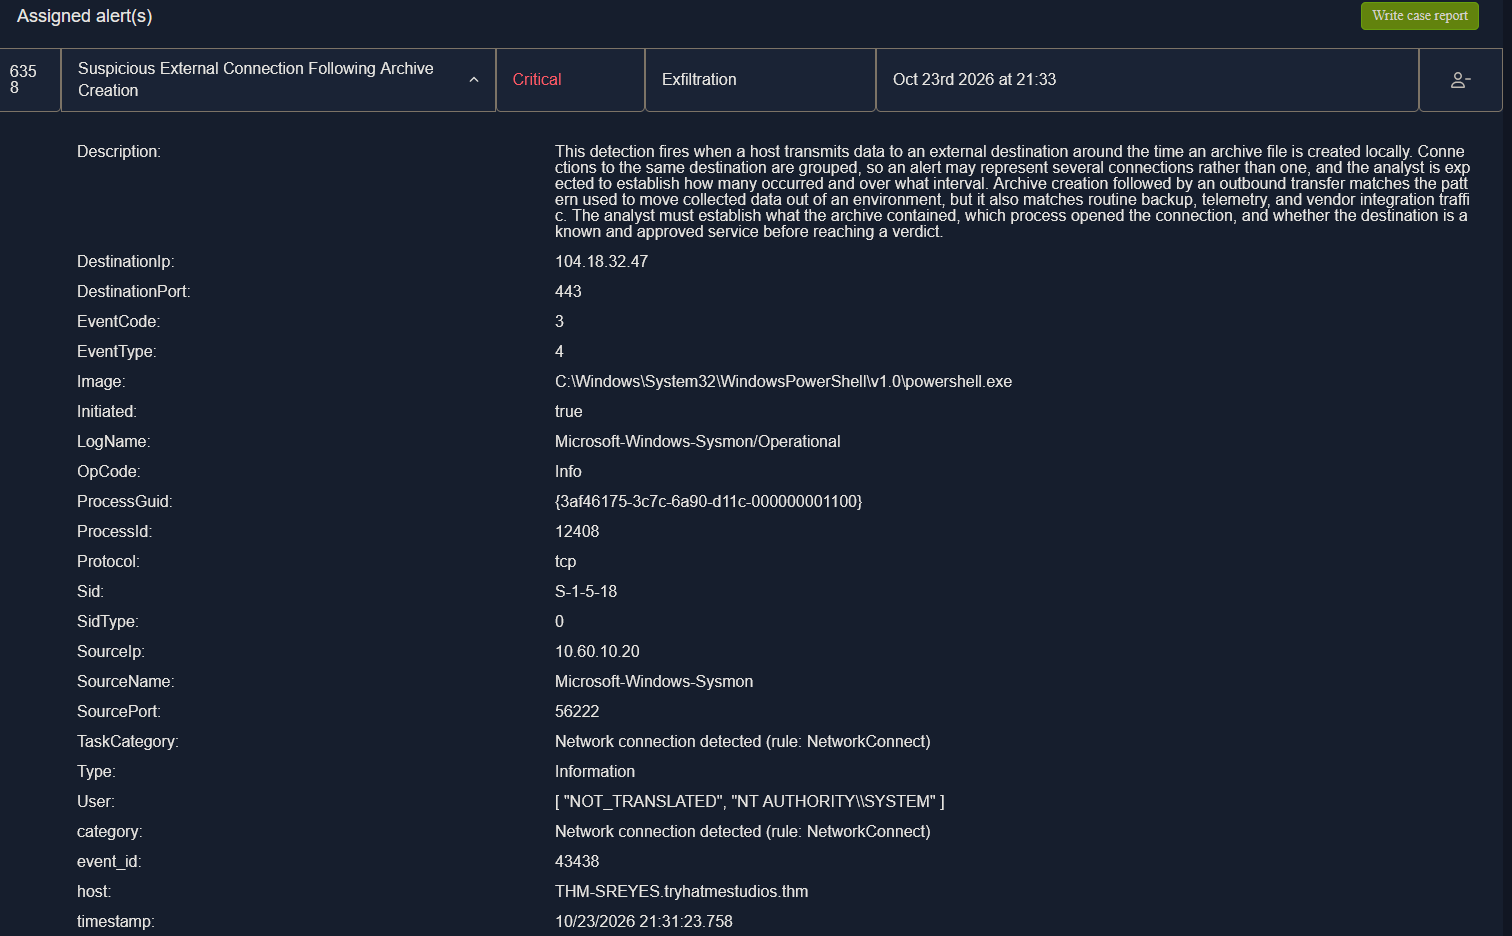 Assigned alert(s)
Write case report
635
8
Suspicious External Connection Following Archive
Creation
Critical
Exfiltration
Oct 23rd 2026 at 21:33
Description:
This detection fires when a host transmits data to an external destination around the time an archive file is created locally. Conne
ctions to the same destination are grouped, so an alert may represent several connections rather than one, and the analyst is exp
ected to establish how many occurred and over what interval. Archive creation followed by an outbound transfer matches the patt
ern used to move collected data out of an environment, but it also matches routine backup, telemetry, and vendor integration traffi
c. The analyst must establish what the archive contained, which process opened the connection, and whether the destination is a
known and approved service before reaching a verdict.
DestinationIp:
104.18.32.47
DestinationPort:
443
EventCode:
3
EventType:
4
Image:
C:\Windows\System32\WindowsPowerShell\v1.0\powershell.exe
Initiated:
true
LogName:
Microsoft-Windows-Sysmon/Operational
OpCode:
Info
ProcessGuid:
{3af46175-3c7c-6a90-d11c-000000001100}
ProcessId:
12408
Protocol:
tcp
Sid:
S-1-5-18
SidType:
0
SourceIp:
10.60.10.20
SourceName:
Microsoft-Windows-Sysmon
SourcePort:
56222
TaskCategory:
Network connection detected (rule: NetworkConnect)
Type:
Information
User:
[ "NOT_TRANSLATED", "NT AUTHORITY\\SYSTEM" ]
category:
Network connection detected (rule: NetworkConnect)
event_id:
43438
host:
THM-SREYES.tryhatmestudios.thm
timestamp:
10/23/2026 21:31:23.758